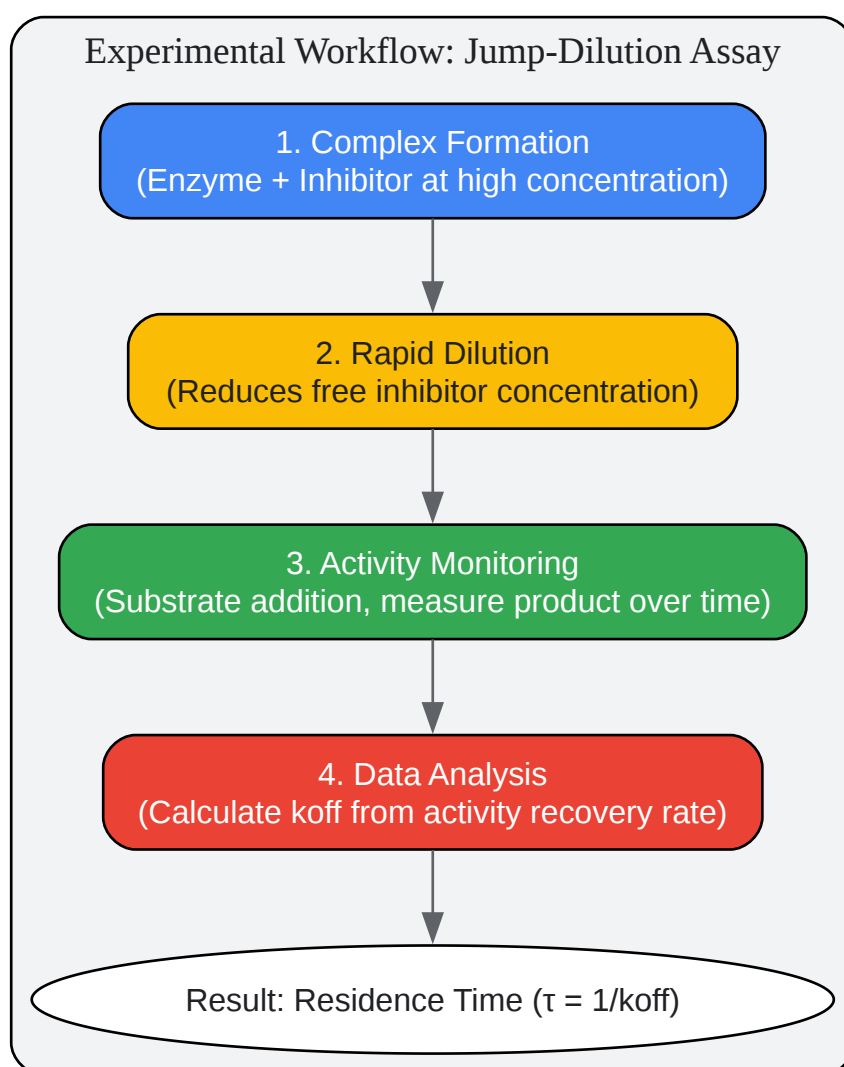 Experimental Workflow: Jump-Dilution Assay
1. Complex Formation
(Enzyme + Inhibitor at high concentration)
2. Rapid Dilution
(Reduces free inhibitor concentration)
3. Activity Monitoring
(Substrate addition, measure product over time)
4. Data Analysis
(Calculate koff from activity recovery rate)
Result: Residence Time (τ = 1/koff)